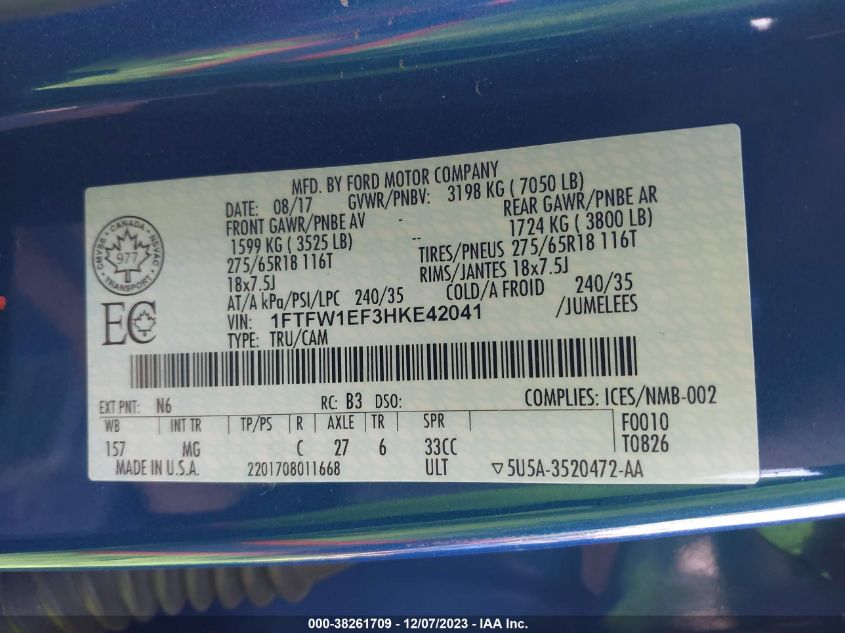 MFD. BY FORD MOTOR COMPANY
DATE: 08/17 GVWR/PNBV: 3198 KG ( 7050 LB)
FRONT GAWR/PNBE AV - REAR GAWR/PNBE AR
1599 KG ( 3525 LB) -- 1724 KG ( 3800 LB)
275/65R18 116T TIRES/PNEUS 275/65R18 116T
18x7.5J RIMS/JANTES 18x7.5J
AT/A kPa/PSI/LPC 240/35 COLD/A FROID 240/35
VIN: 1FTFW1EF3HKE42041 /JUMELEES
TYPE: TRU/CAM
CANADA
CMVSS NSVAC
977
TRANSPORT
EC
EXT PNT: N6 RC: B3 DSO: COMPLIES: ICES/NMB-002
WB INT TR TP/PS R AXLE TR SPR F0010
157 MG C 27 6 33CC T0826
MADE IN U.S.A. 2201708011668 ULT ▽5U5A-3520472-AA
000-38261709 - 12/07/2023 - IAA Inc.